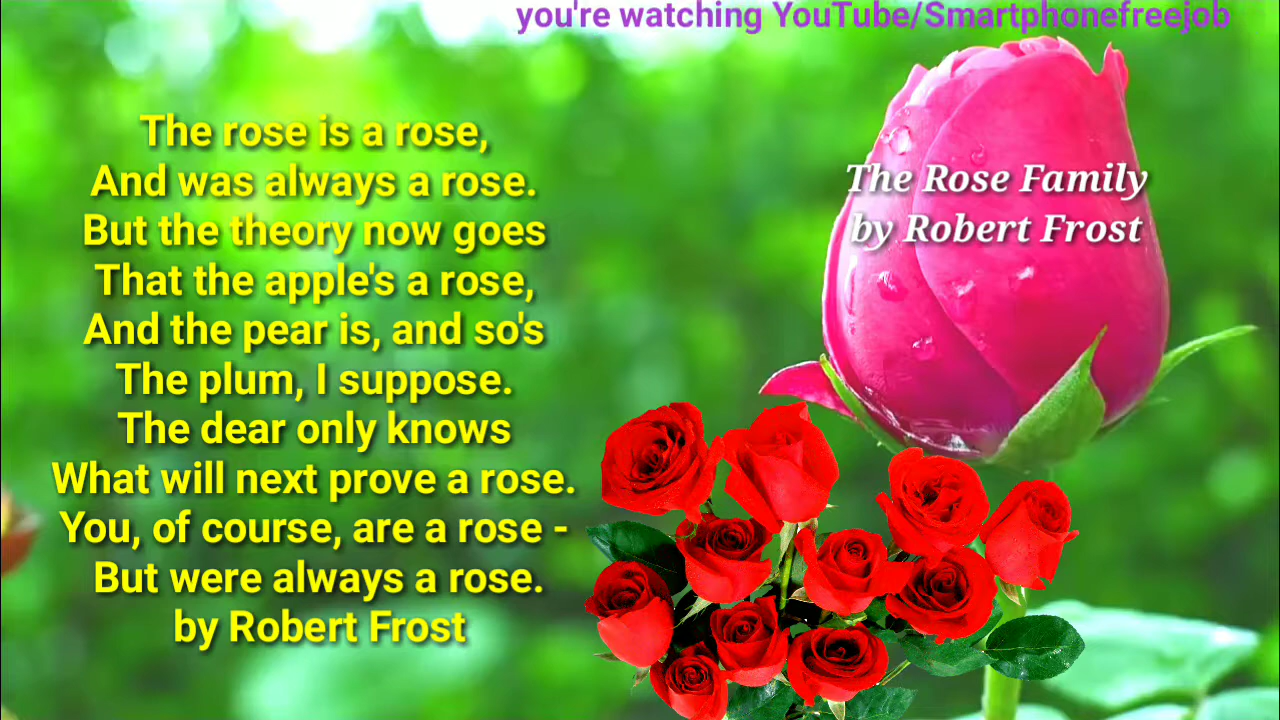 you're watching YouTube/Smartphonefreejob
The rose is a rose,
And was always a rose.
But the theory now goes
That the apple's a rose,
And the pear is, and so's
The plum, I suppose.
The dear only knows
What will next prove a rose.
You, of course, are a rose -
But were always a rose.
by Robert Frost
The Rose Family
by Robert Frost